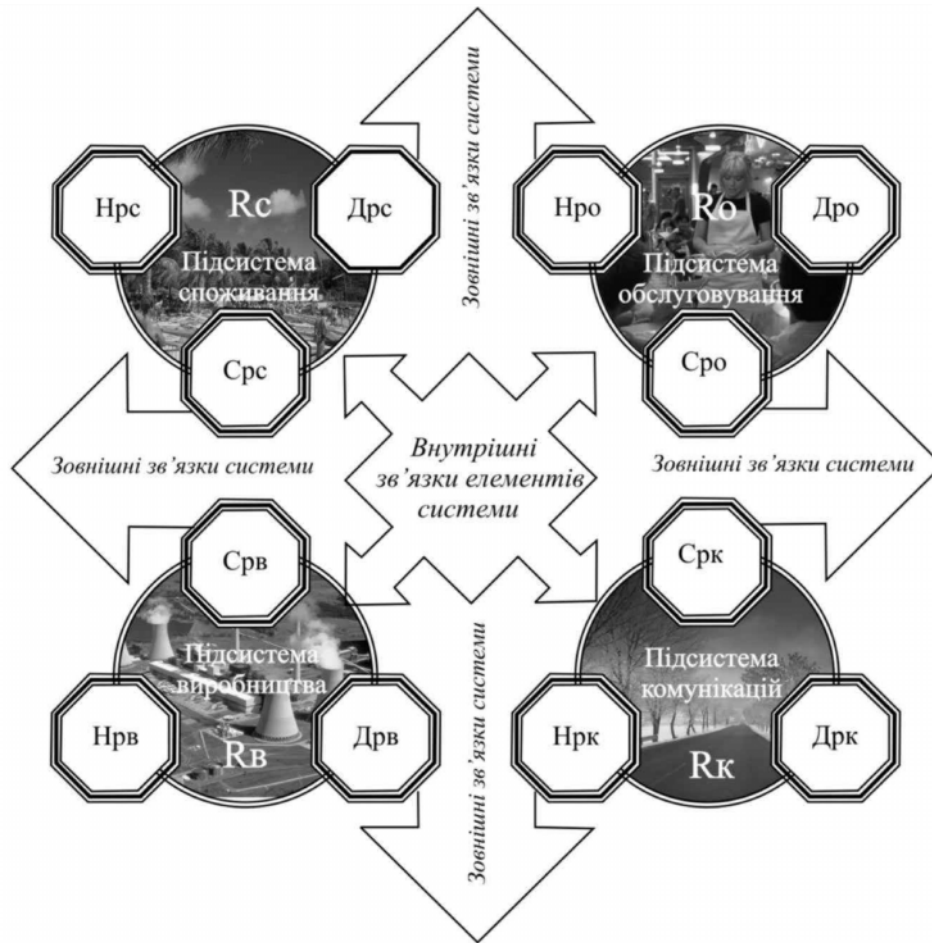 Зовнішні зв’язки системи
Нрс
Rс
Дрс
Підсистема
споживання
Срс
Нро
Rо
Дро
Підсистема
обслуговування
Сро
Зовнішні зв’язки системи
Внутрішні
зв’язки елементів
системи
Зовнішні зв’язки системи
Срв
Підсистема
виробництва
Нрв
Rв
Дрв
Срк
Підсистема
комунікацій
Нрк
Rк
Дрк
Зовнішні зв’язки системи